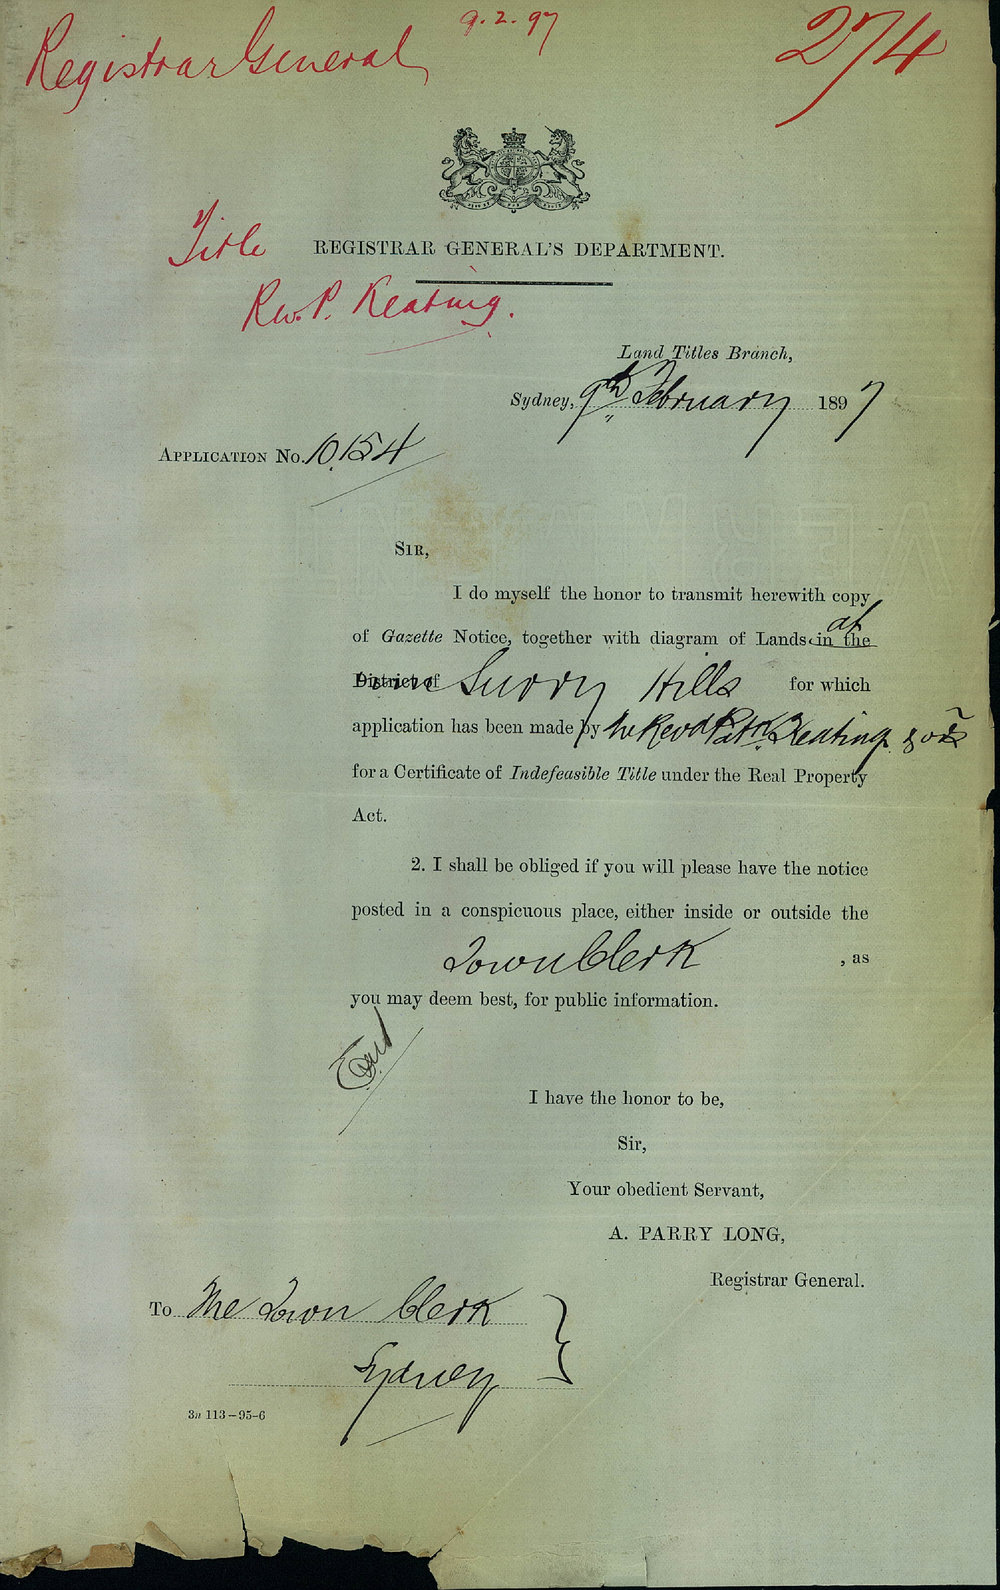 9.2.97
Registrar General
274
Title
REGISTRAR GENERAL'S DEPARTMENT.
Rev. P. Keating.
Land Titles Branch,
Sydney, 9th February 1897
APPLICATION No. 10,154
SIR,
I do myself the honor to transmit herewith copy
of Gazette Notice, together with diagram of Lands in the
at
District of Surry Hills for which
application has been made by the Revd Patk Keating & ors
for a Certificate of Indefeasible Title under the Real Property
Act.
2. I shall be obliged if you will please have the notice
posted in a conspicuous place, either inside or outside the
Town Clerk , as
you may deem best, for public information.
I have the honor to be,
Sir,
Your obedient Servant,
A. PARRY LONG,
Registrar General.
To The Town Clerk
Sydney
3n 113-95-6